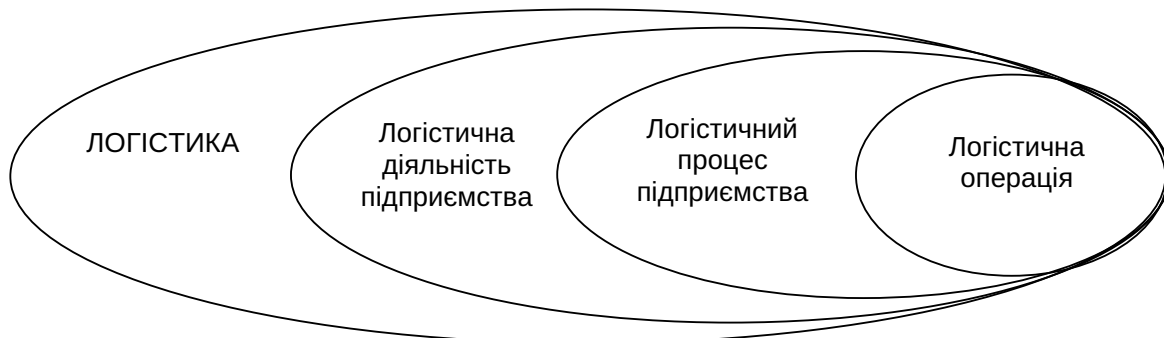 ЛОГІСТИКА
Логістична
діяльність
підприємства
Логістичний
процес
підприємства
Логістична
операція